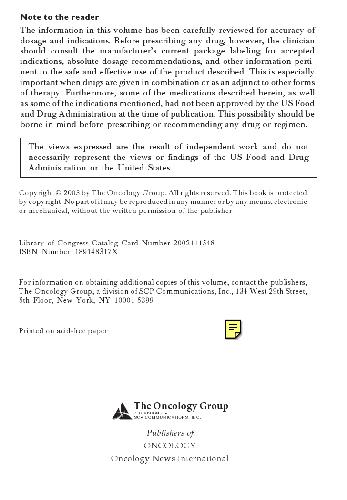 Note to the reader
The information in this volume has been carefully reviewed for accuracy of
dosage and indications. Before prescribing any drug, however, the clinician
should consult the manufacturer's current package labeling for accepted
indications, absolute dosage recommendations, and other information perti-
nent to the safe and effective use of the product described. This is especially
important when drugs are given in combination or as an adjunct to other forms
of therapy. Furthermore, some of the medications described herein, as well
as some of the indications mentioned, had not been approved by the US Food
and Drug Administration at the time of publication. This possibility should be
borne in mind before prescribing or recommending any drug or regimen.
The views expressed are the result of independent work and do not
necessarily represent the views or findings of the US Food and Drug
Administration or the United States
Copyright © 2003 by The Oncology Group. All rights reserved. This book is protected
by copyright. No part of it may be reproduced in any manner or by any means, electronic
or mechanical, without the written permission of the publisher
Library of Congress Catalog Card Number
ISBN Number
For information on obtaining additional copies of this volume, contact the publishers,
The Oncology Group, a division of SCP Communications, Inc., 134 West 29th Street,
5th Floor, New York, NY 10001-5399
Printed on acid-free paper
The Oncology Group
Publishers of
ONCOLOGY
Oncology News International